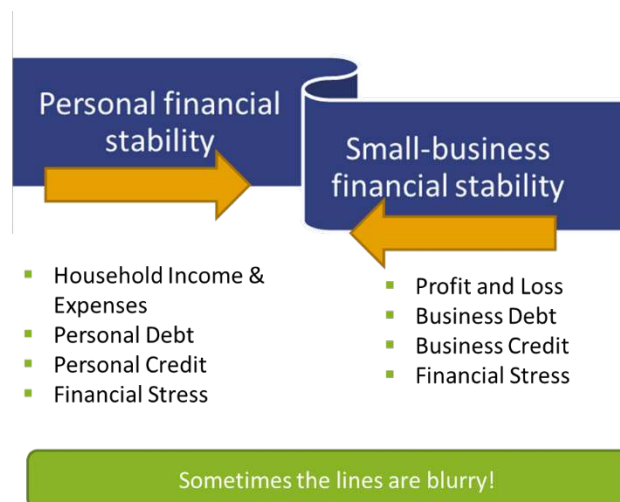 Personal financial
stability
Small-business
financial stability
Household Income &
Expenses
Personal Debt
Personal Credit
Financial Stress
Profit and Loss
Business Debt
Business Credit
Financial Stress
Sometimes the lines are blurry!